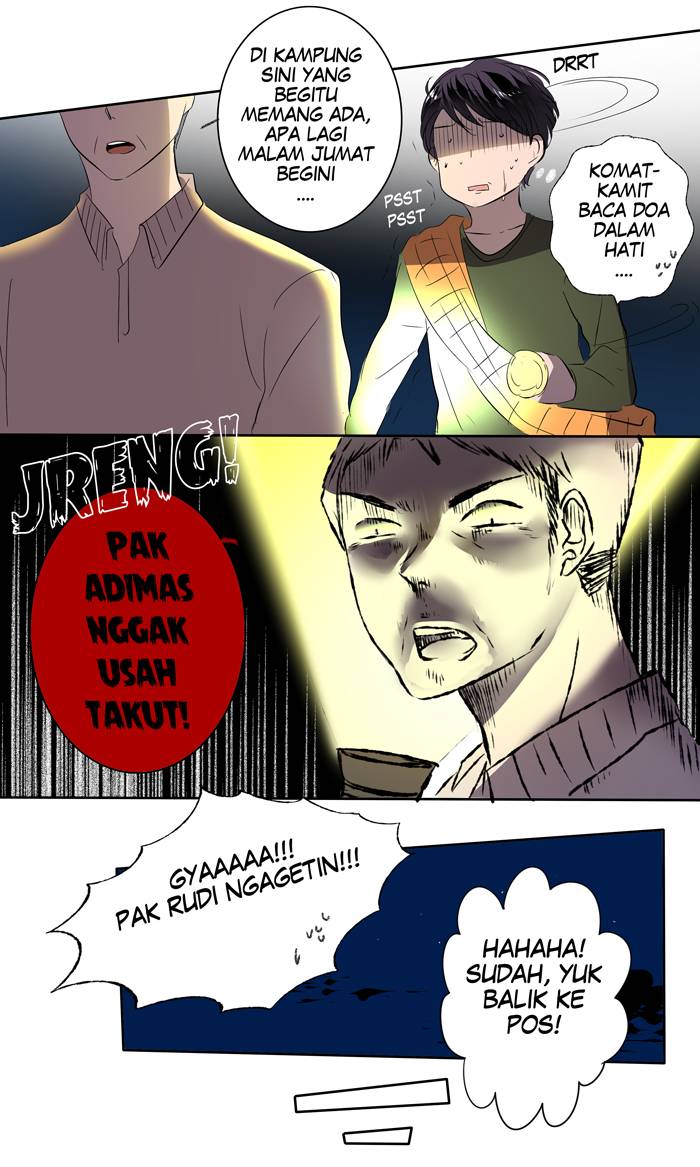 DI KAMPUNG
SINI YANG
BEGITU
MEMANG ADA,
APA LAGI
MALAM JUMAT
BEGINI
....
DRRT
PSST
PSST
KOMAT-
KAMIT
BACA DOA
DALAM
HATI
....
JRENG!
PAK
ADIMAS
NGGAK
USAH
TAKUT!
GYAAAAA!!!
PAK RUDI NGAGETIN!!!
HAHAHA!
SUDAH, YUK
BALIK KE
POS!